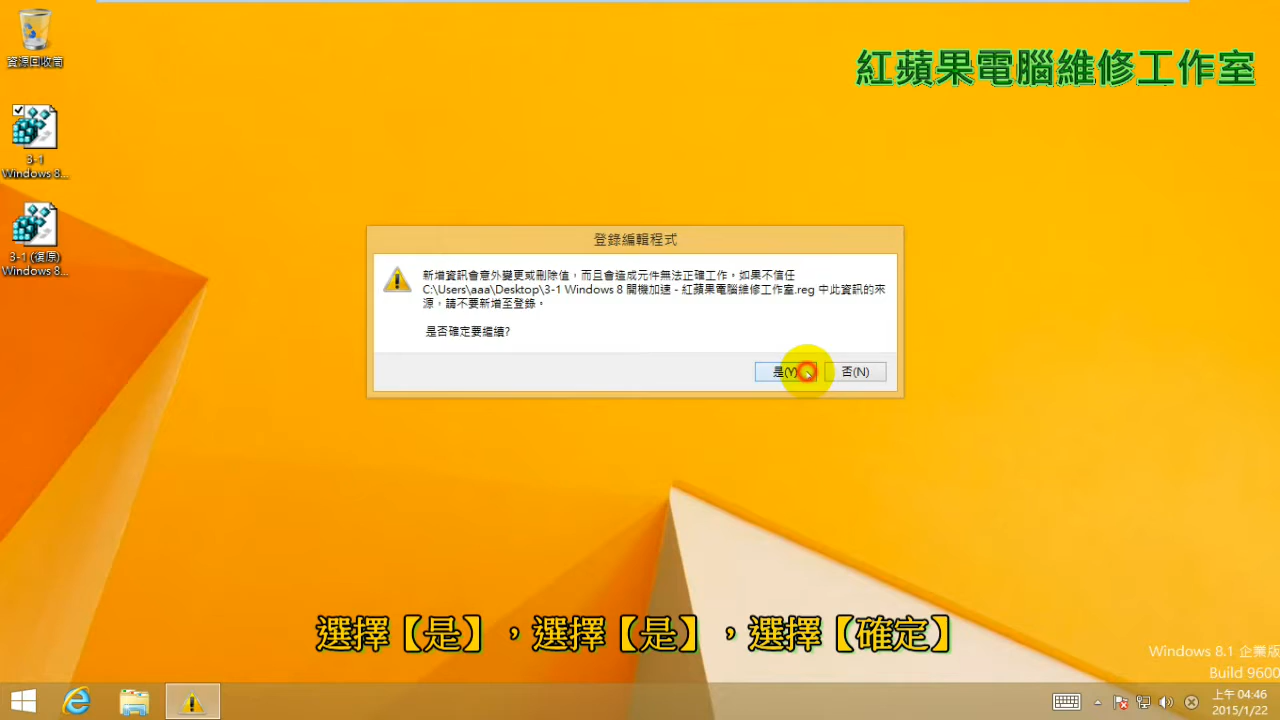 資源回收筒
紅蘋果電腦維修工作室
3-1
Windows 8...
3-1 (復原)
Windows 8...
登錄編輯程式
新增資訊會意外變更或刪除值，而且會造成元件無法正確工作。如果不信任
C:\Users\aaa\Desktop\3-1 Windows 8 開機加速 - 紅蘋果電腦維修工作室.reg 中此資訊的來
源，請不要新增至登錄。
是否確定要繼續?
是(Y)
否(N)
選擇【是】，選擇【是】，選擇【確定】
Windows 8.1 企業版
Build 9600
上午 04:46
2015/1/22